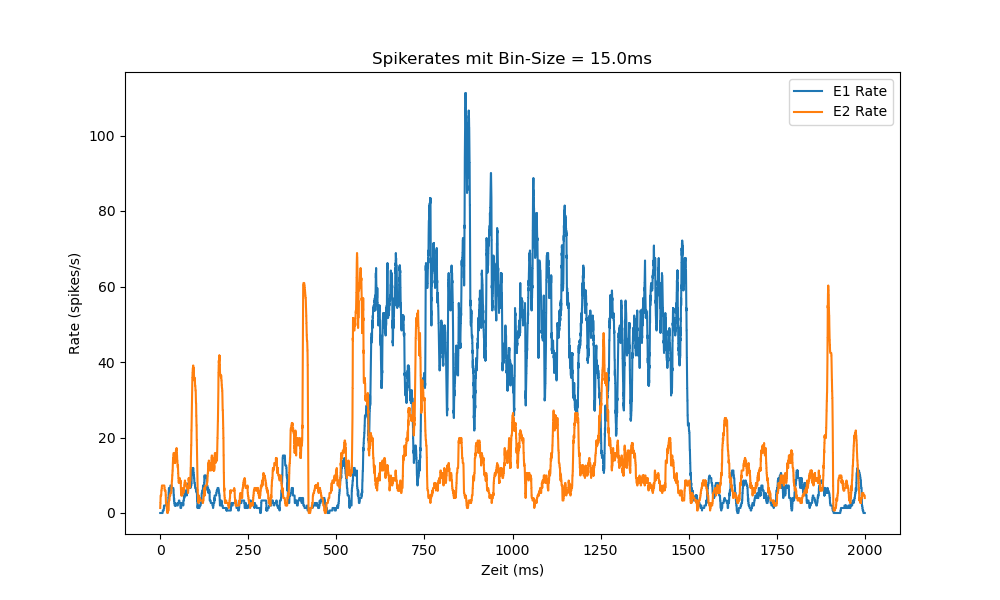 Spikerates mit Bin-Size = 15.0ms
E1 Rate
E2 Rate
Rate (spikes/s)
100
80
60
40
20
0
0 250 500 750 1000 1250 1500 1750 2000
Zeit (ms)